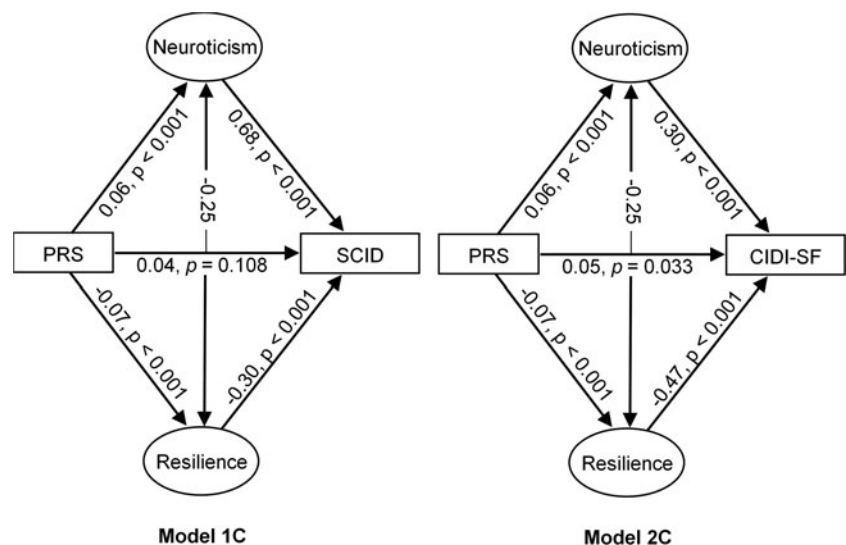 Neuroticism
0.06, p < 0.001
0.68, p < 0.001
-0.25
PRS
SCID
0.04, p = 0.108
-0.07, p < 0.001
-0.30, p < 0.001
Resilience
Model 1C
Neuroticism
0.06, p < 0.001
0.30, p < 0.001
-0.25
PRS
CIDI-SF
0.05, p = 0.033
-0.07, p < 0.001
-0.47, p < 0.001
Resilience
Model 2C